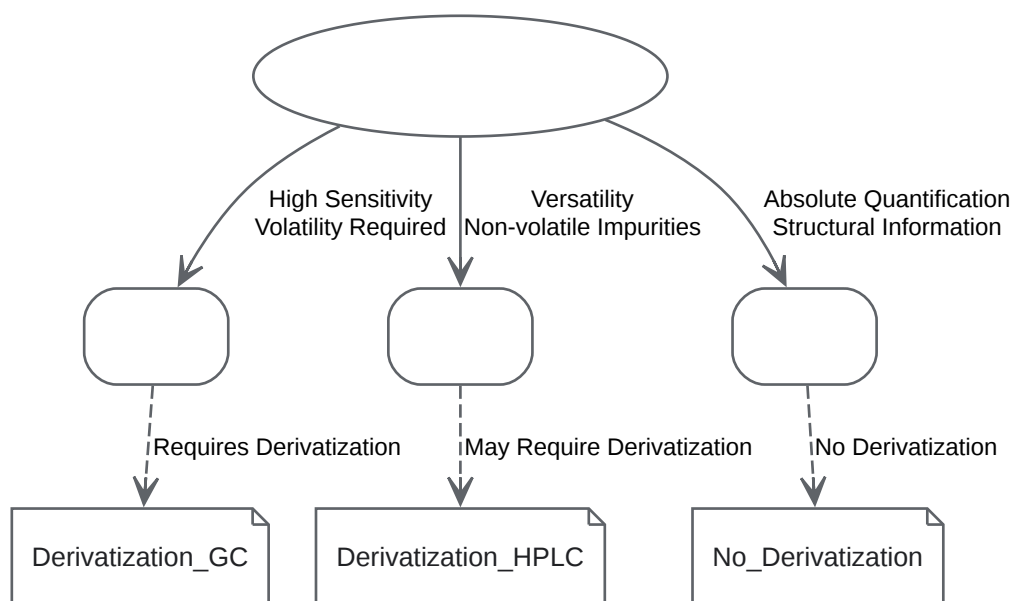 High Sensitivity
Volatility Required
Versatility
Non-volatile Impurities
Absolute Quantification
Structural Information
Requires Derivatization
May Require Derivatization
No Derivatization
Derivatization_GC
Derivatization_HPLC
No_Derivatization